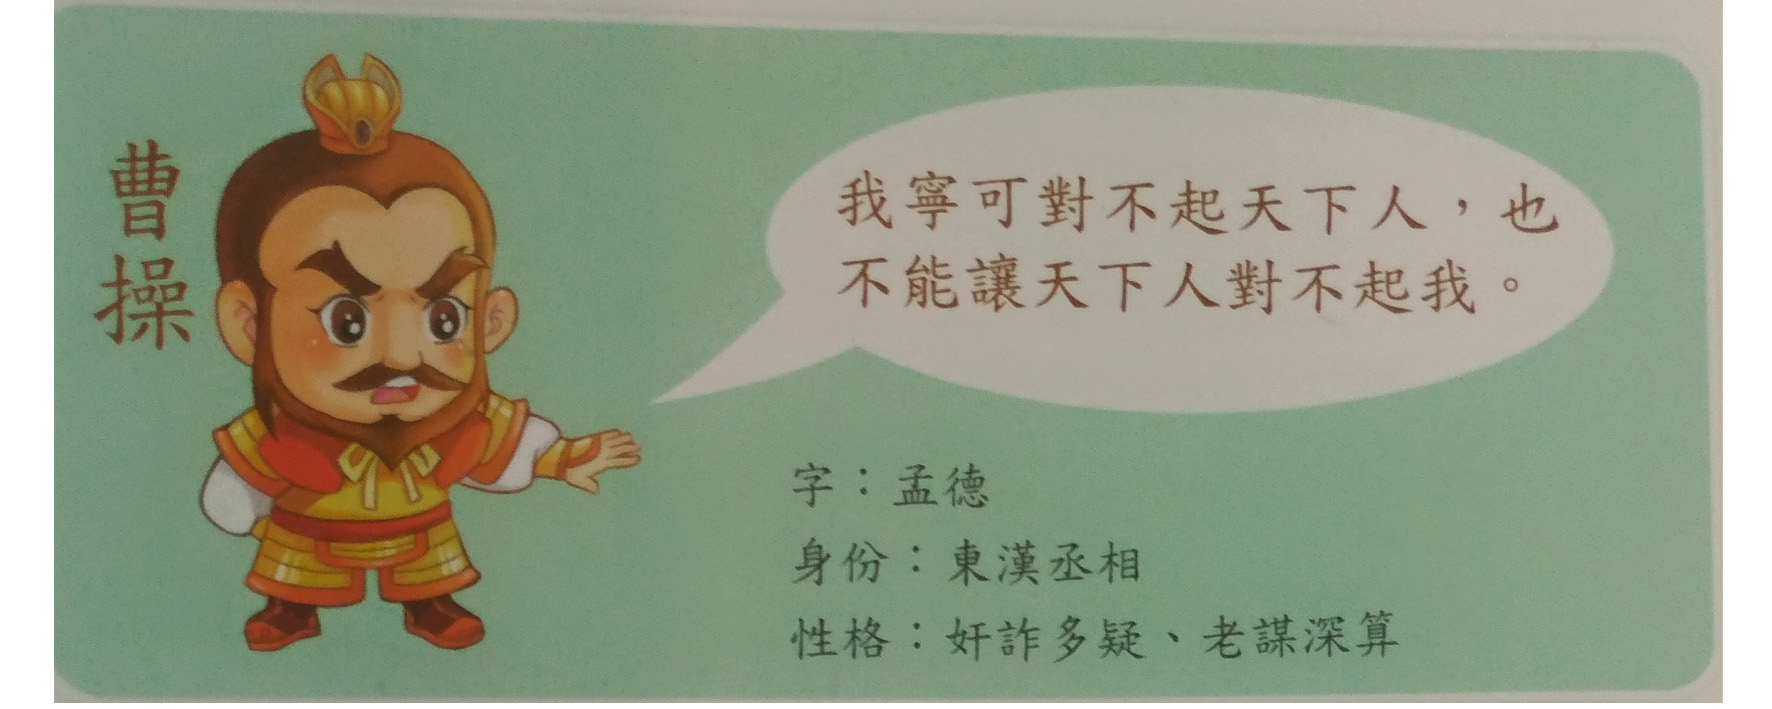 曹操
我寧可對不起天下人，也
不能讓天下人對不起我。
字：孟德
身份：東漢丞相
性格：奸詐多疑、老謀深算